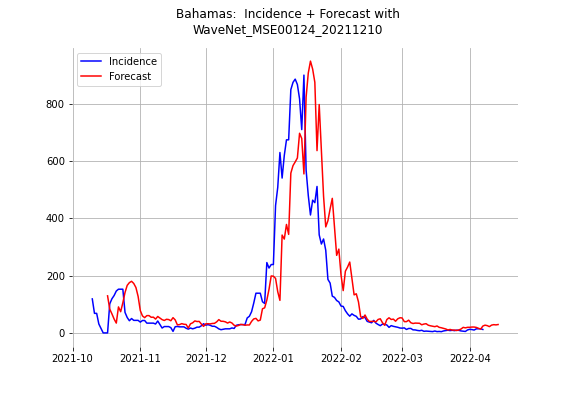 Bahamas:  Incidence + Forecast with
WaveNet_MSE00124_20211210
Incidence
Forecast
800
600
400
200
0
2021-10 2021-11 2021-12 2022-01 2022-02 2022-03 2022-04